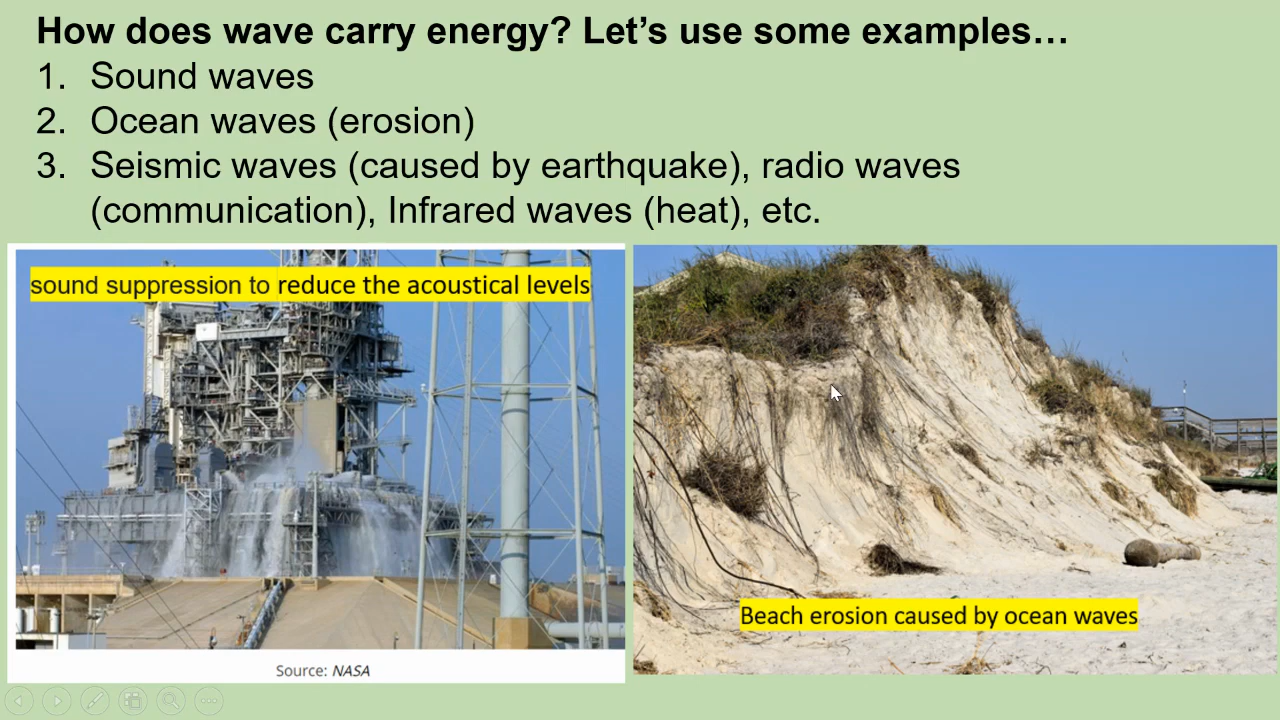 How does wave carry energy? Let’s use some examples…
1. Sound waves
2. Ocean waves (erosion)
3. Seismic waves (caused by earthquake), radio waves
(communication), Infrared waves (heat), etc.
sound suppression to reduce the acoustical levels
Beach erosion caused by ocean waves
Source: NASA